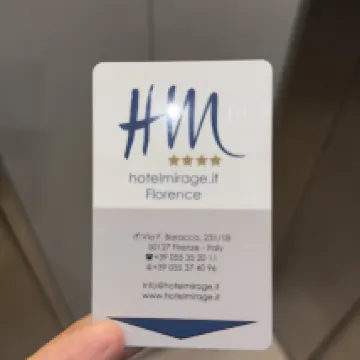 HM
hotelmirage.it
Florence
Via F. Baracca, 231/18
50127 Firenze - Italy
+39 055 35 20 11
+39 055 37 40 96
info@hotelmirage.it
www.hotelmirage.it